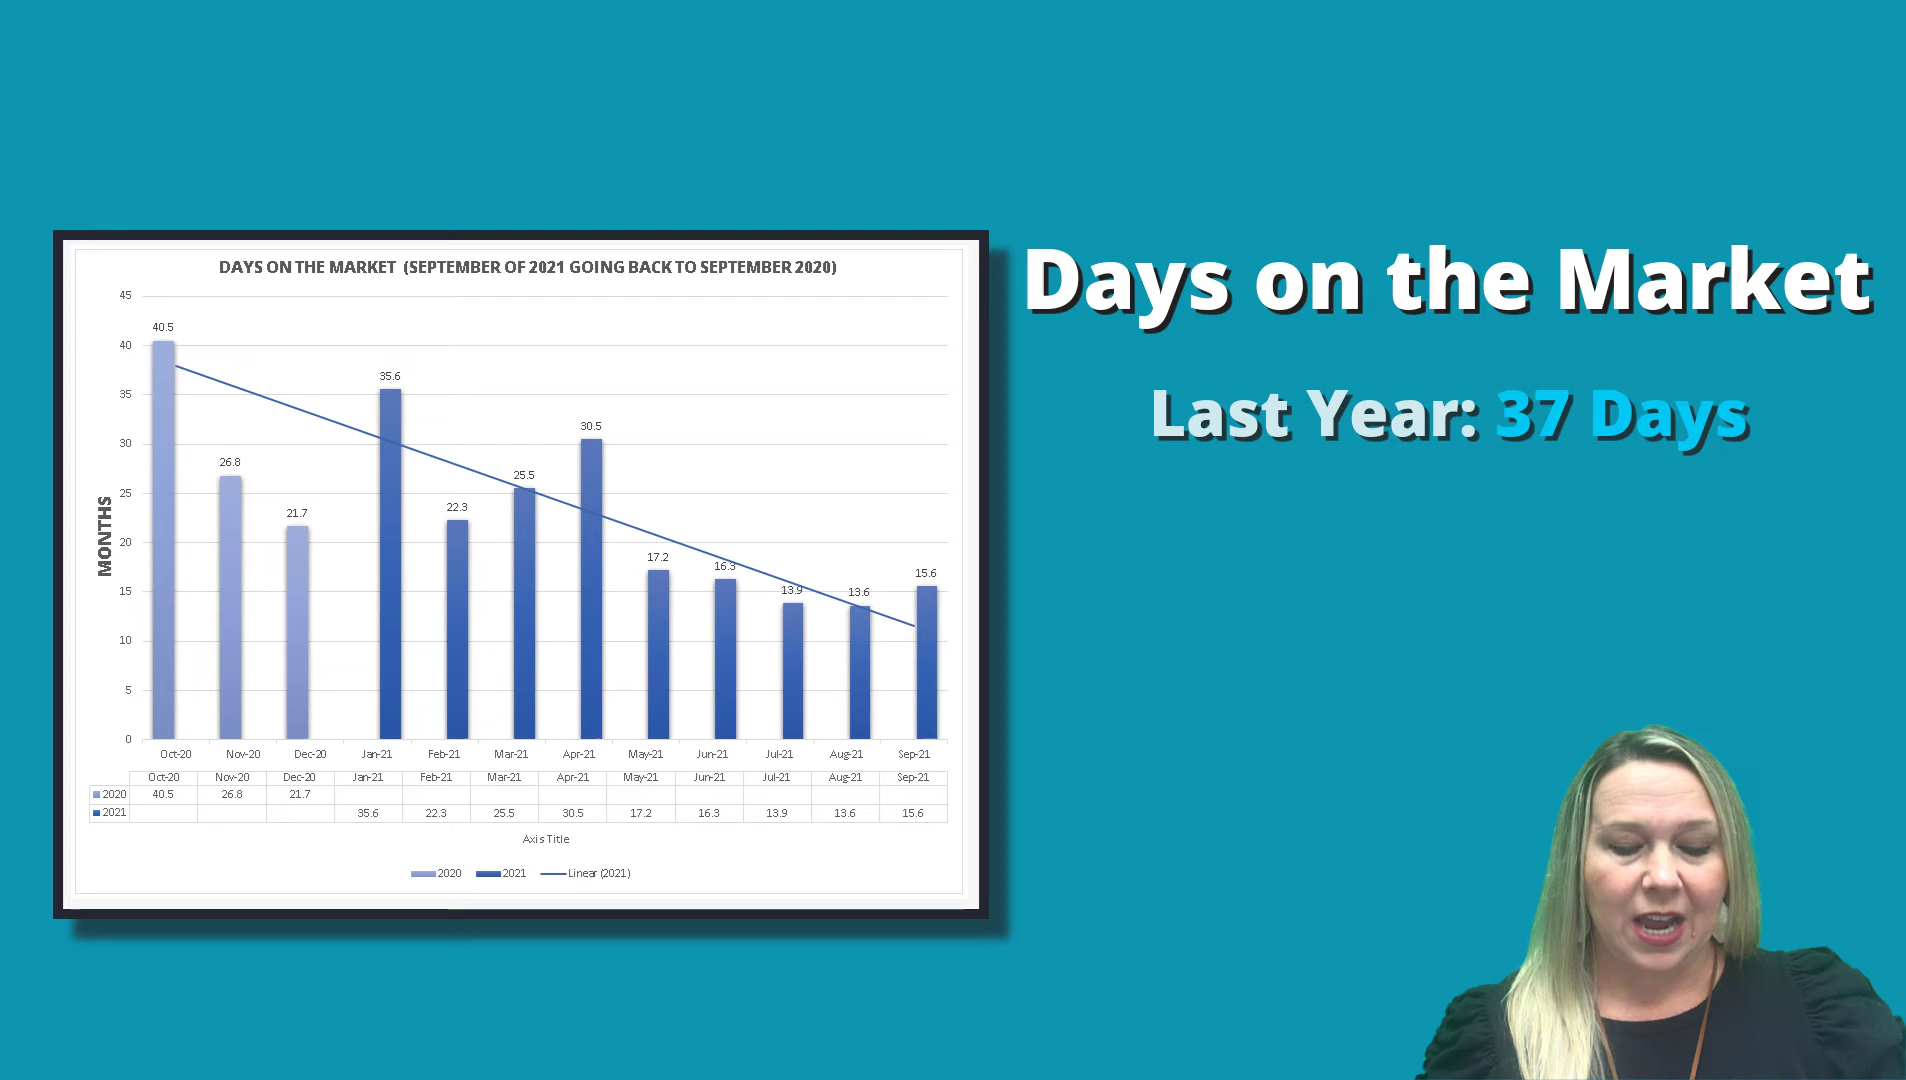 DAYS ON THE MARKET (SEPTEMBER OF 2021 GOING BACK TO SEPTEMBER 2020)
45
40
35
30
25
20
15
10
5
0
MONTHS
40.5
26.8
21.7
35.6
22.3
25.5
30.5
17.2
16.3
13.9
13.6
15.6
Oct-20 Nov-20 Dec-20 Jan-21 Feb-21 Mar-21 Apr-21 May-21 Jun-21 Jul-21 Aug-21 Sep-21
Oct-20 Nov-20 Dec-20 Jan-21 Feb-21 Mar-21 Apr-21 May-21 Jun-21 Jul-21 Aug-21 Sep-21
2020 40.5 26.8 21.7
2021 35.6 22.3 25.5 30.5 17.2 16.3 13.9 13.6 15.6
Axis Title
2020 2021 Linear (2021)
Days on the Market
Last Year: 37 Days